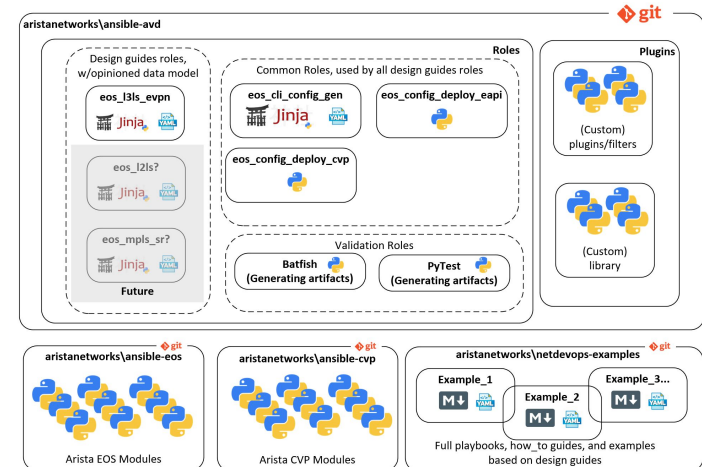 git
aristanetworks\ansible-avd
Roles
Plugins
Design guides roles,
w/opinioned data model
eos_l3ls_evpn
Jinja
YAML
eos_l2ls?
Jinja
YAML
eos_mpls_sr?
Jinja
YAML
Future
Common Roles, used by all design guides roles
eos_cli_config_gen
Jinja
YAML
eos_config_deploy_eapi
eos_config_deploy_cvp
Validation Roles
Batfish
(Generating artifacts)
PyTest
(Generating artifacts)
(Custom)
plugins/filters
(Custom)
library
git
aristanetworks\ansible-eos
Arista EOS Modules
git
aristanetworks\ansible-cvp
Arista CVP Modules
git
aristanetworks\netdevops-examples
Example_1
M
YAML
Example_2
M
YAML
Example_3...
M
YAML
Full playbooks, how_to guides, and examples
based on design guides